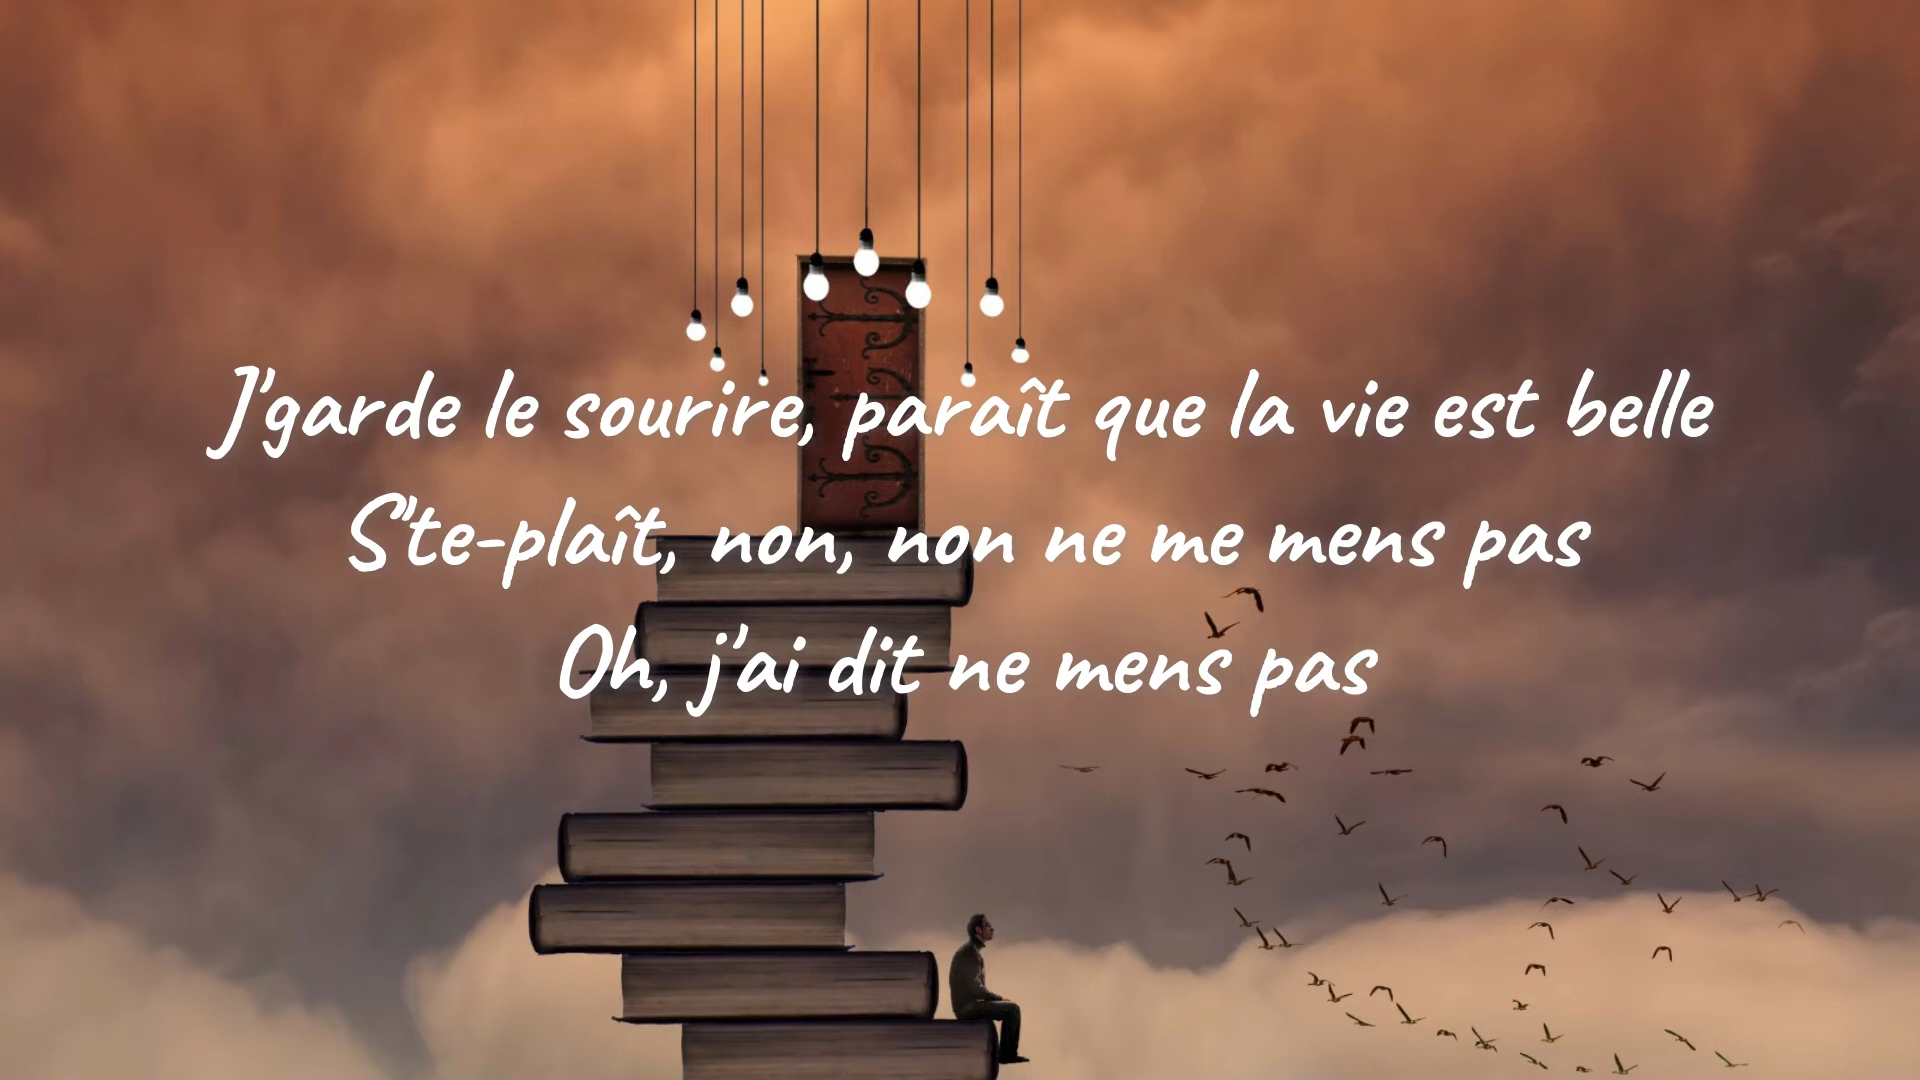 J'garde le sourire, paraît que la vie est belle
S'te-plaît, non, non ne me mens pas
Oh, j'ai dit ne mens pas